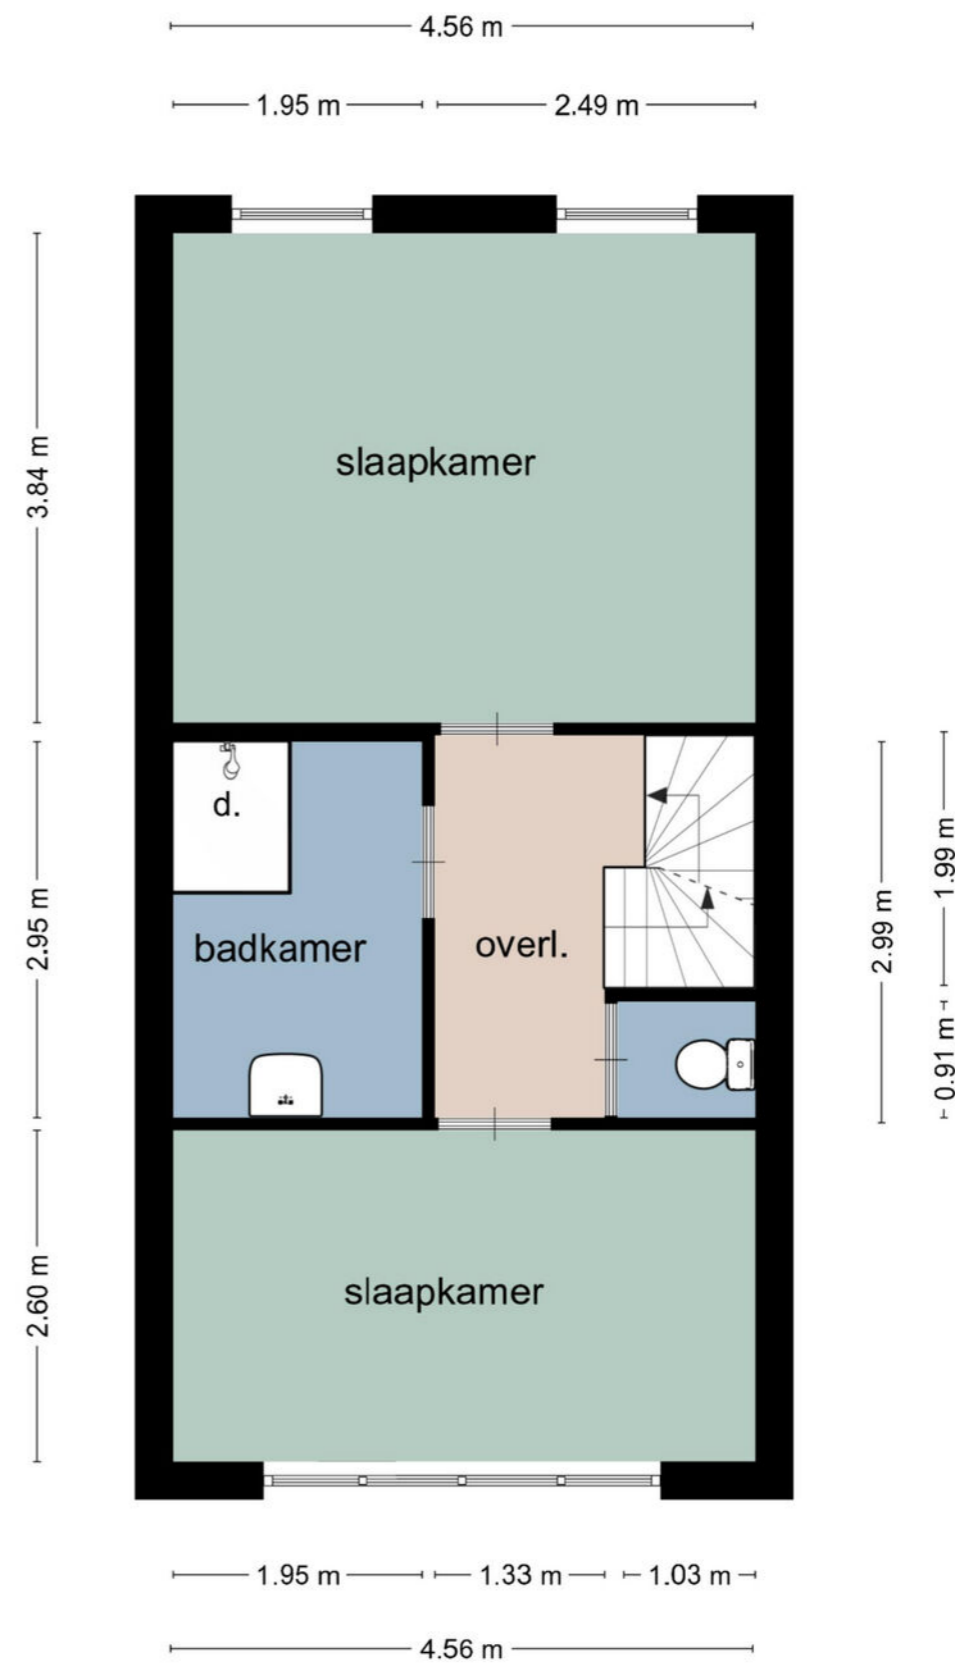 4.56 m
1.95 m
2.49 m
3.84 m
slaapkamer
d.
1.99 m
2.95 m
badkamer
overl.
2.99 m
0.91 m
2.60 m
slaapkamer
1.95 m
1.33 m
1.03 m
4.56 m